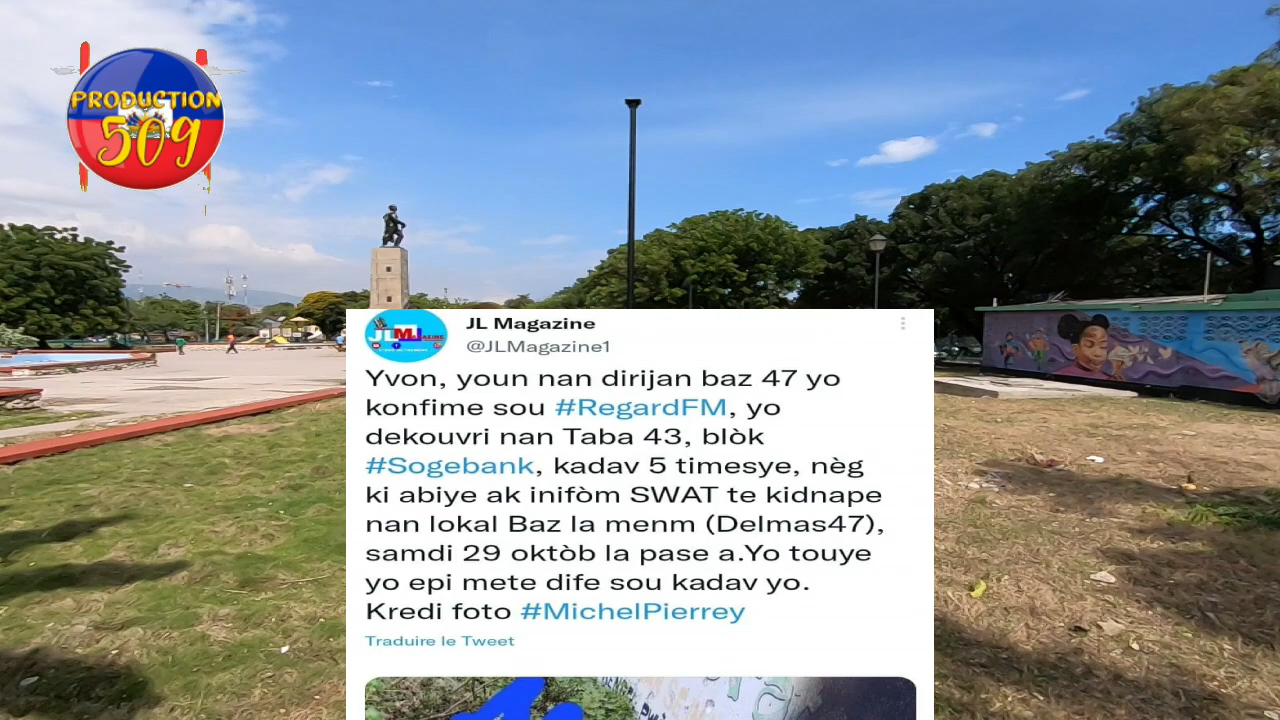 PRODUCTION
509
JL Magazine
@JLMagazine1
Yvon, youn nan dirijan baz 47 yo
konfime sou #RegardFM, yo
dekouvri nan Taba 43, blòk
#Sogebank, kadav 5 timesye, nèg
ki abiye ak inifòm SWAT te kidnape
nan lokal Baz la menm (Delmas47),
samdi 29 oktòb la pase a.Yo touye
yo epi mete dife sou kadav yo.
Kredi foto #MichelPierrey
Traduire le Tweet